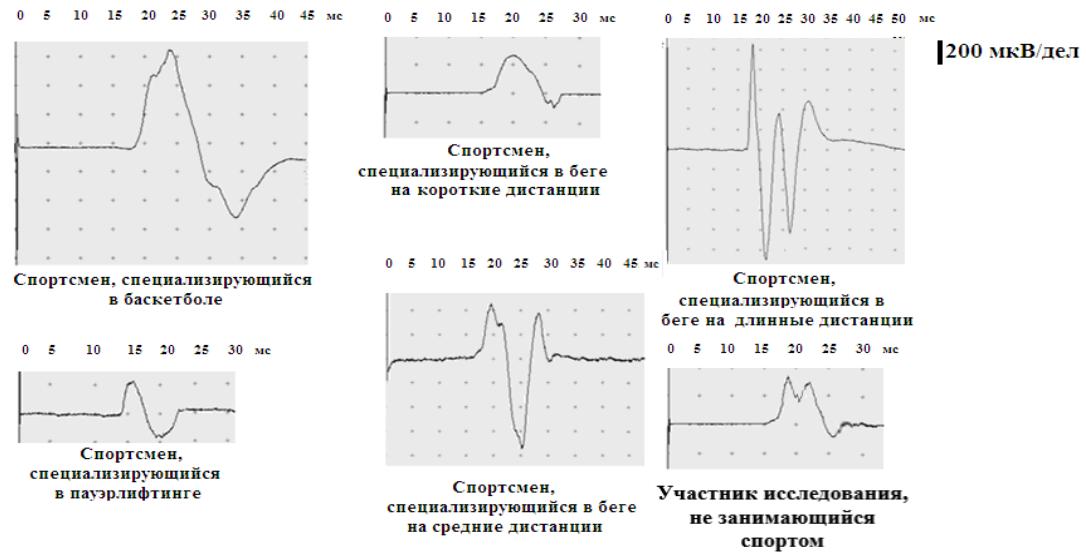 0 5 10 15 20 25 30 35 40 45 мс
Спортсмен, специализирующийся
в баскетболе
0 5 10 15 20 25 30 мс
Спортсмен,
специализирующийся в беге
на короткие дистанции
0 5 10 15 20 25 30 35 40 45 50 мс
Спортсмен,
специализирующийся в
беге на длинные дистанции
200 мкВ/дел
0 5 10 15 20 25 30 мс
Спортсмен,
специализирующийся
в пауэрлифтинге
0 5 10 15 20 25 30 35 40 45 мс
Спортсмен,
специализирующийся в беге
на средние дистанции
0 5 10 15 20 25 30 мс
Участник исследования,
не занимающийся
спортом